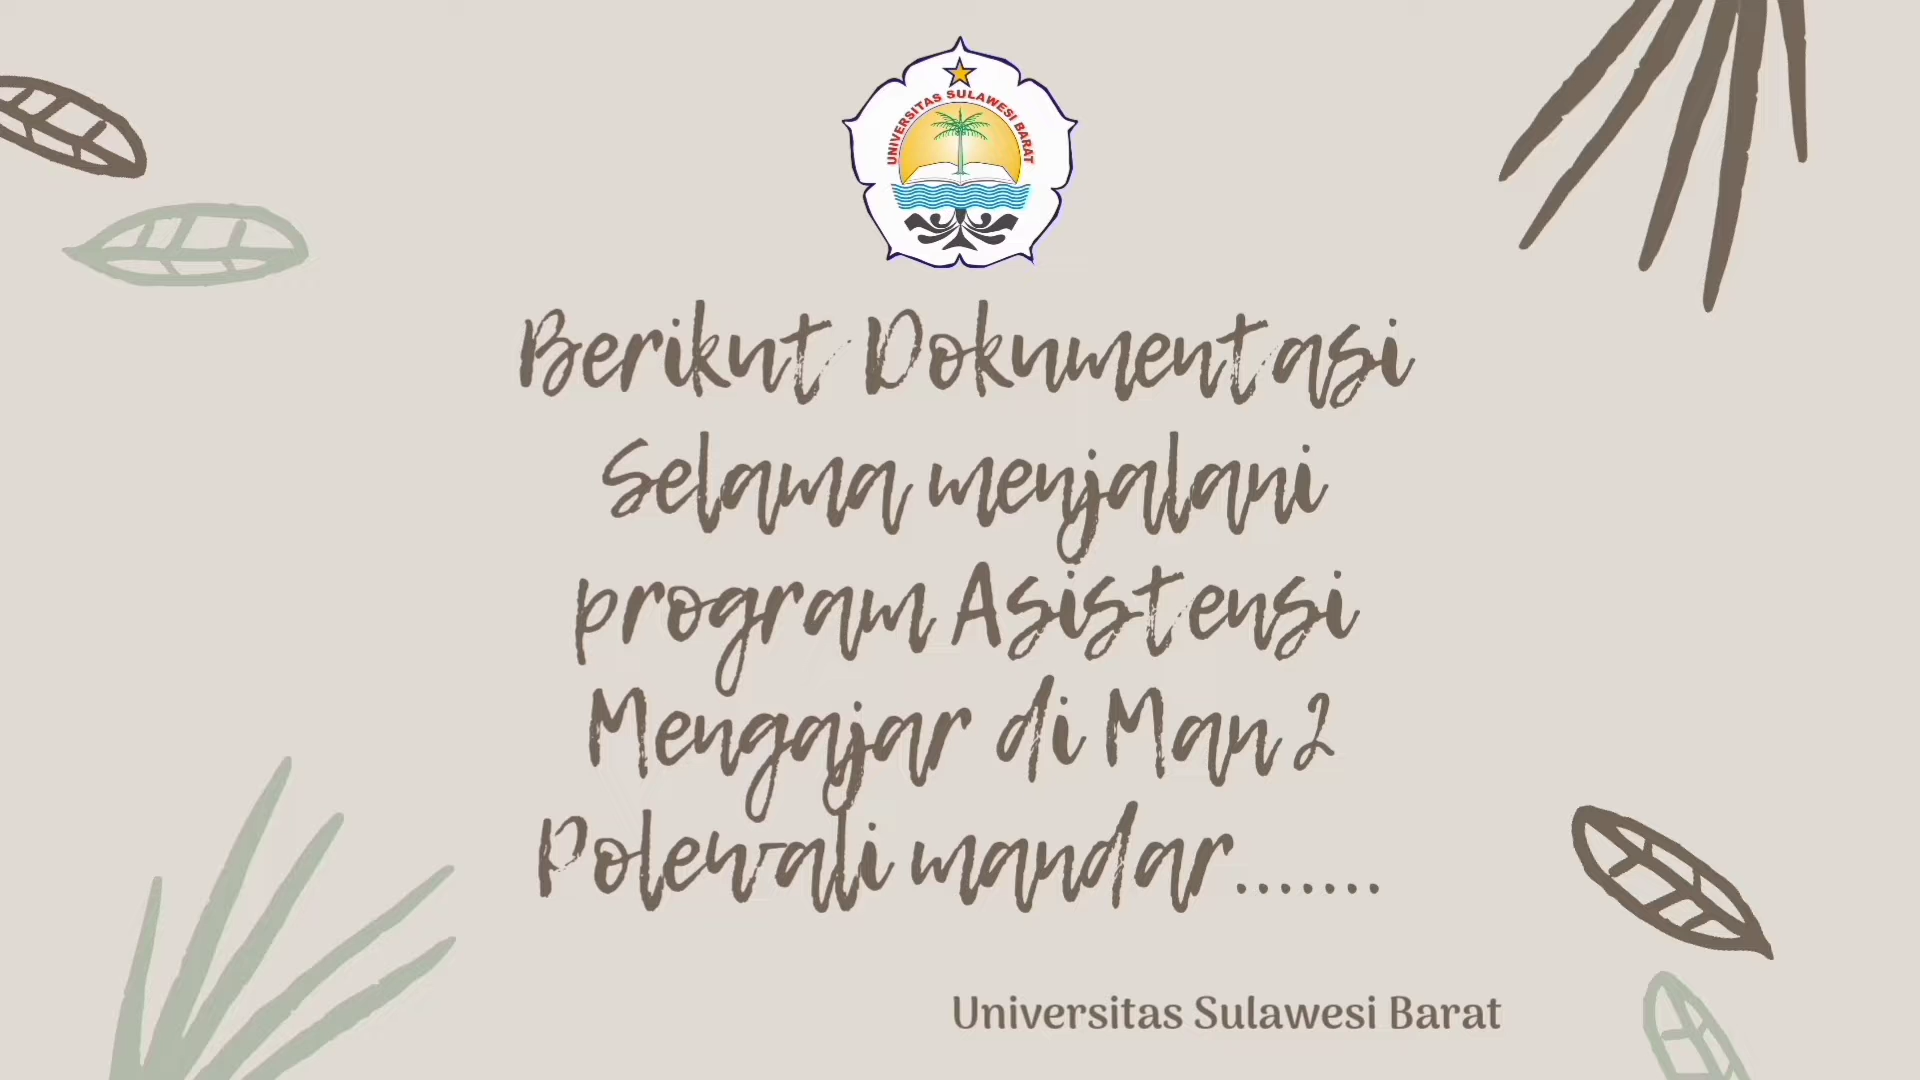 UNIVERSITAS SULAWESI BARAT
Berikut Dokumentasi
Selama menjalani
program Asistensi
Mengajar di Man 2
Polewali mandar.......
Universitas Sulawesi Barat